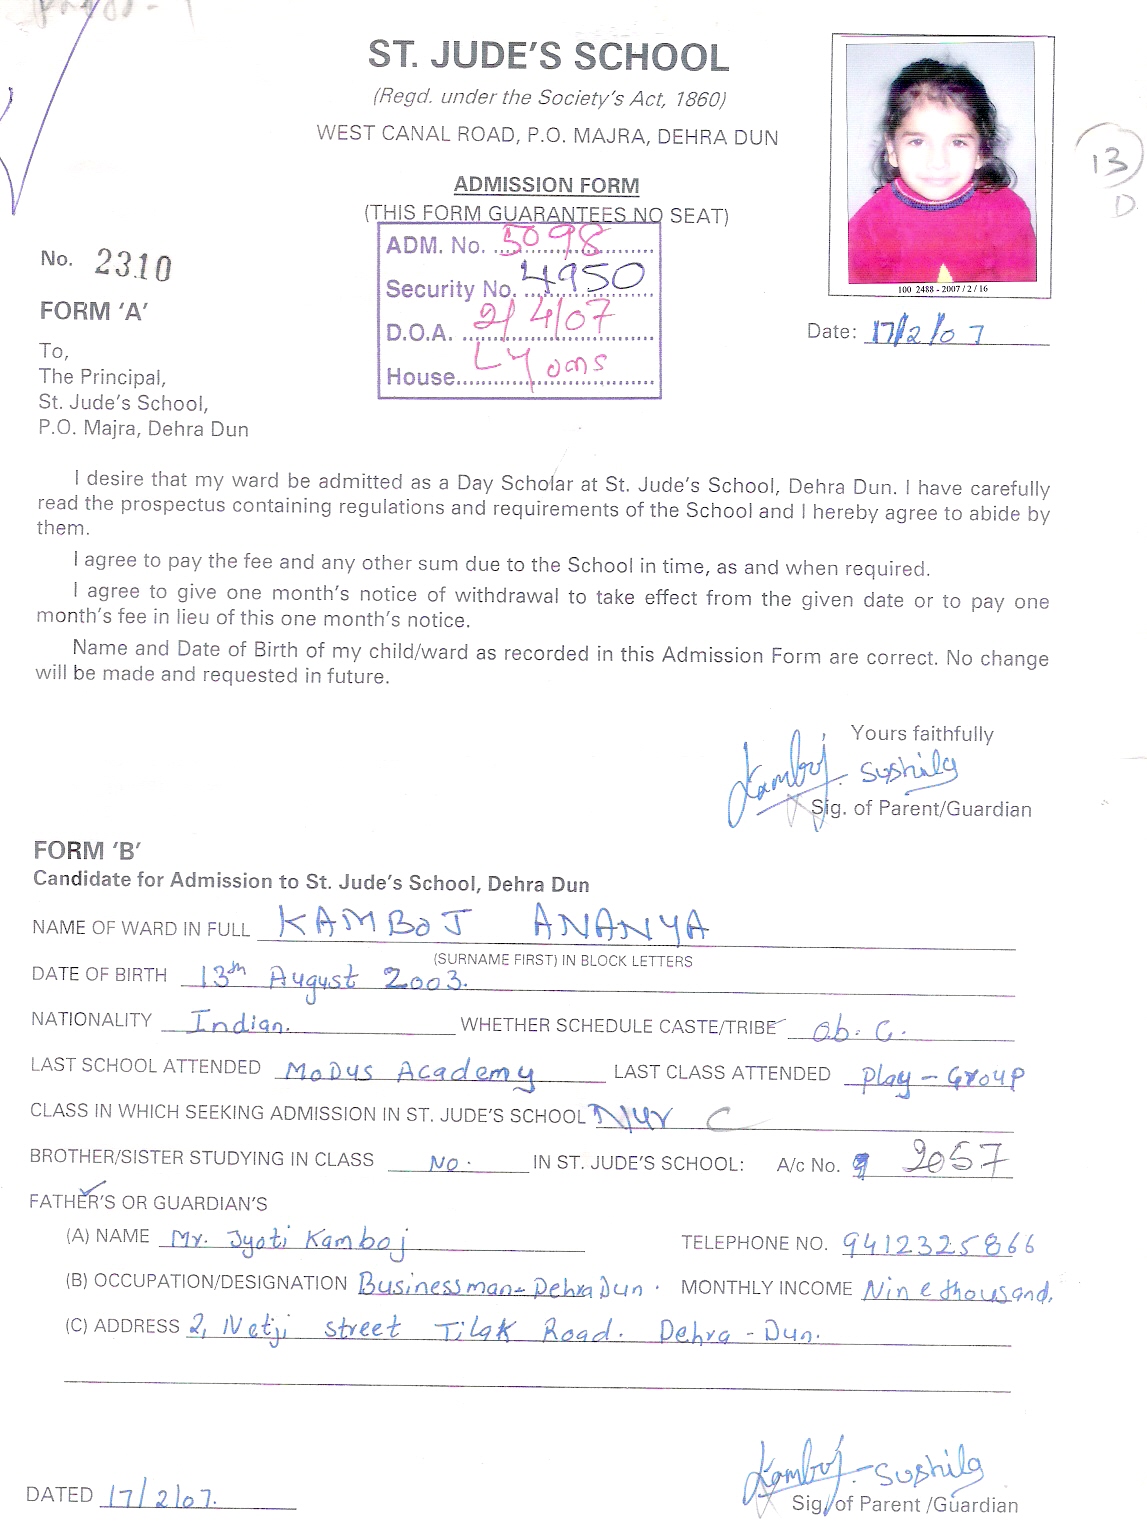 ST. JUDE'S SCHOOL
(Regd. under the Society's Act, 1860)
WEST CANAL ROAD, P.O. MAJRA, DEHRA DUN
13
D.
ADMISSION FORM
(THIS FORM GUARANTEES NO SEAT)
ADM. No. 5098
No. 2310
Security No. 4950
100 2488 - 2007 / 2 / 16
FORM 'A'
D.O.A. 2/4/07
Date: 17/2/07
To,
House Lyons
The Principal,
St. Jude's School,
P.O. Majra, Dehra Dun
I desire that my ward be admitted as a Day Scholar at St. Jude's School, Dehra Dun. I have carefully
read the prospectus containing regulations and requirements of the School and I hereby agree to abide by
them.
I agree to pay the fee and any other sum due to the School in time, as and when required.
I agree to give one month's notice of withdrawal to take effect from the given date or to pay one
month's fee in lieu of this one month's notice.
Name and Date of Birth of my child/ward as recorded in this Admission Form are correct. No change
will be made and requested in future.
Yours faithfully
Kamboj. Sushila
Sig. of Parent/Guardian
FORM 'B'
Candidate for Admission to St. Jude's School, Dehra Dun
NAME OF WARD IN FULL KAMBOJ ANANYA
(SURNAME FIRST) IN BLOCK LETTERS
DATE OF BIRTH 13th August 2003.
NATIONALITY Indian. WHETHER SCHEDULE CASTE/TRIBE O.b.C.
LAST SCHOOL ATTENDED MoDus Academy LAST CLASS ATTENDED Play - Group
CLASS IN WHICH SEEKING ADMISSION IN ST. JUDE'S SCHOOL Nur C
BROTHER/SISTER STUDYING IN CLASS No. IN ST. JUDE'S SCHOOL: A/c No. 2057
FATHER'S OR GUARDIAN'S
(A) NAME Mr. Jyoti Kamboj TELEPHONE NO. 9412325866
(B) OCCUPATION/DESIGNATION Businessman - Dehra Dun. MONTHLY INCOME Nine thousand.
(C) ADDRESS 2, Netji street Tilak Road. Dehra - Dun.
Kamboj. Sushila
DATED 17/2/07.
Sig. of Parent /Guardian